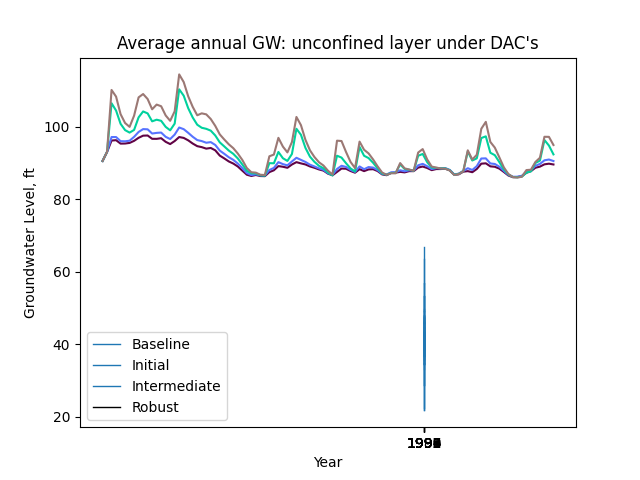 Average annual GW: unconfined layer under DAC's
Groundwater Level, ft
100
80
60
40
20
Baseline
Initial
Intermediate
Robust
Year